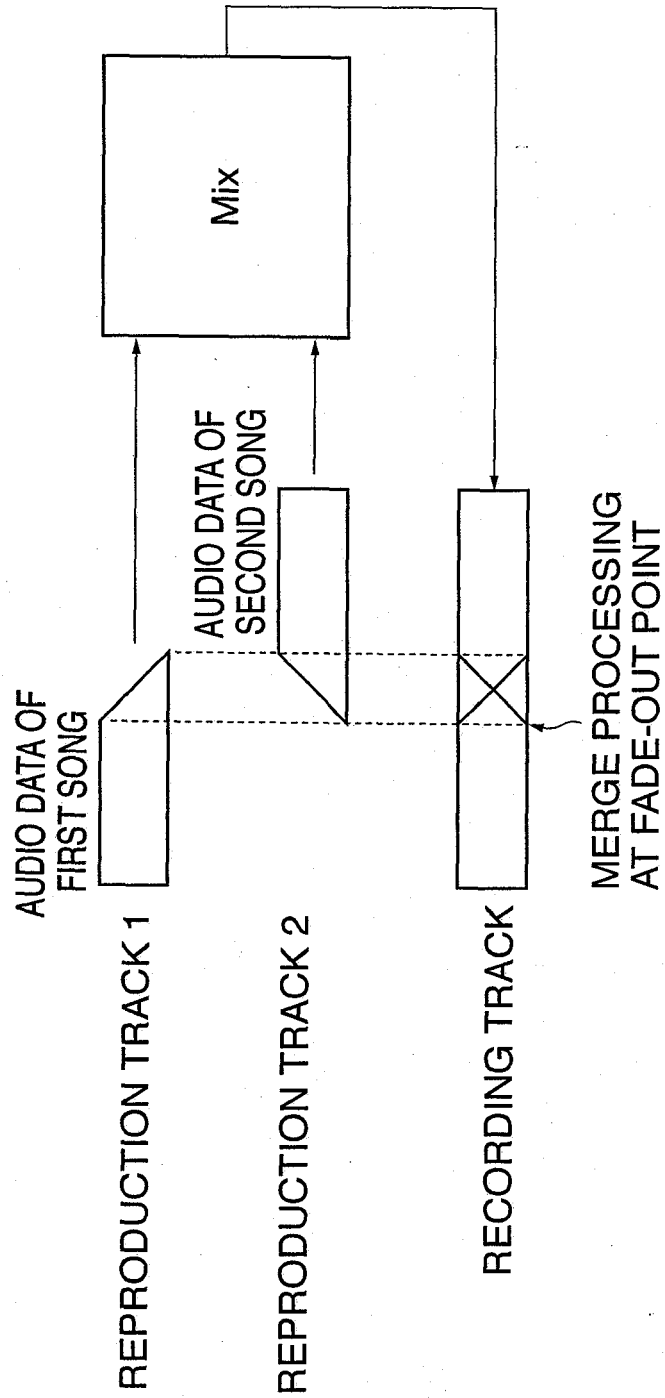 AUDIO DATA OF
FIRST SONG
REPRODUCTION TRACK 1
AUDIO DATA OF
SECOND SONG
REPRODUCTION TRACK 2
Mix
RECORDING TRACK
MERGE PROCESSING
AT FADE-OUT POINT